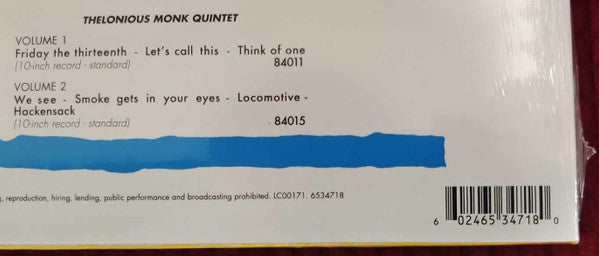 THELONIOUS MONK QUINTET
VOLUME 1
Friday the thirteenth - Let's call this - Think of one
(10-inch record - standard) 84011
VOLUME 2
We see - Smoke gets in your eyes - Locomotive -
Hackensack
(10-inch record - standard) 84015
, reproduction, hiring, lending, public performance and broadcasting prohibited. LC00171. 6534718
6 02465 34718 0